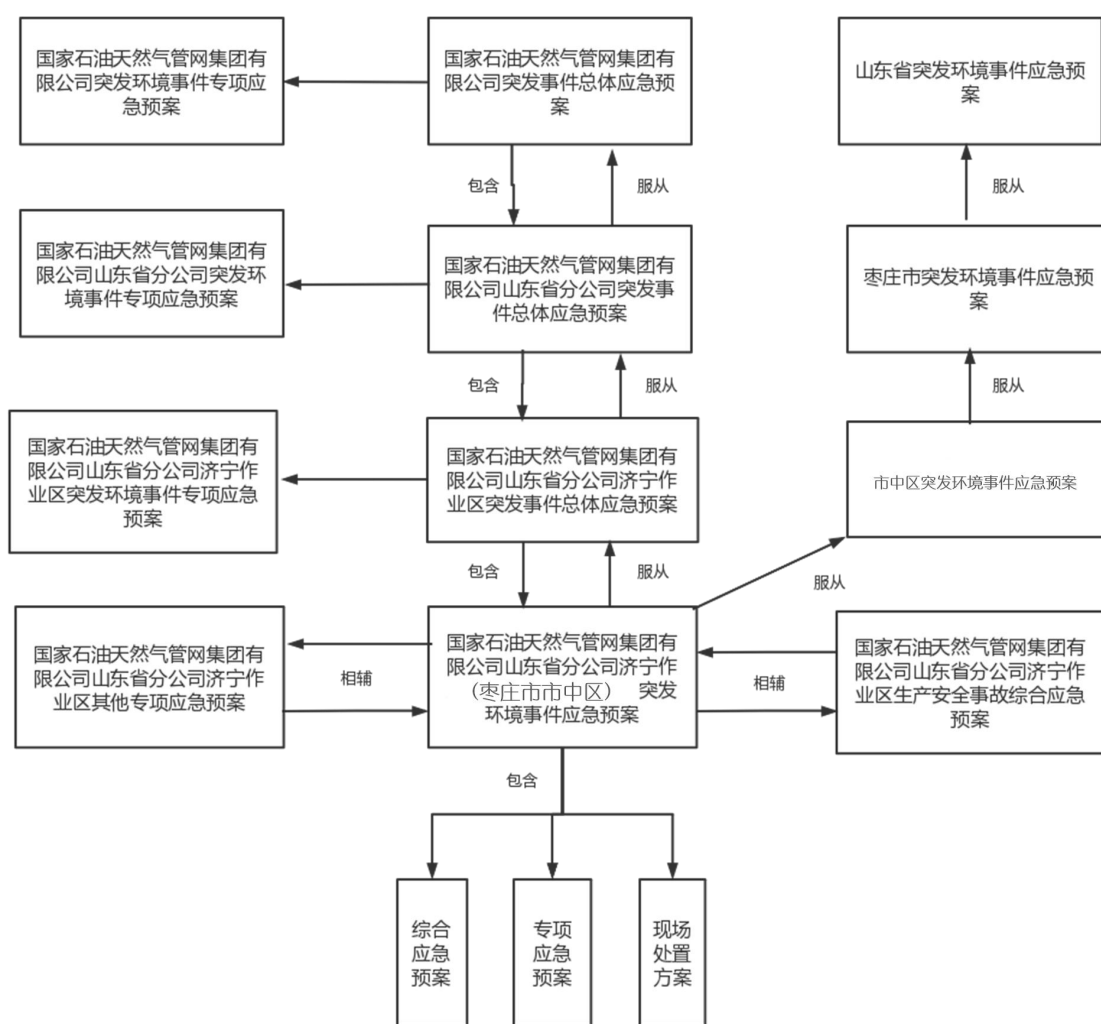 国家石油天然气管网集团有
限公司突发环境事件专项应
急预案
国家石油天然气管网集团有
限公司突发事件总体应急预
案
山东省突发环境事件应急预
案
包含
服从
服从
国家石油天然气管网集团有
限公司山东省分公司突发环
境事件专项应急预案
国家石油天然气管网集团有
限公司山东省分公司突发事
件总体应急预案
枣庄市突发环境事件应急预
案
包含
服从
服从
国家石油天然气管网集团有
限公司山东省分公司济宁作
业区突发环境事件专项应急
预案
国家石油天然气管网集团有
限公司山东省分公司济宁作
业区突发事件总体应急预案
市中区突发环境事件应急预案
包含
服从
服从
国家石油天然气管网集团有
限公司山东省分公司济宁作
业区其他专项应急预案
相辅
国家石油天然气管网集团有
限公司山东省分公司济宁作
(枣庄市市中区) 突发
环境事件应急预案
相辅
国家石油天然气管网集团有
限公司山东省分公司济宁作
业区生产安全事故综合应急
预案
包含
综合
应急
预案
专项
应急
预案
现场
处置
方案